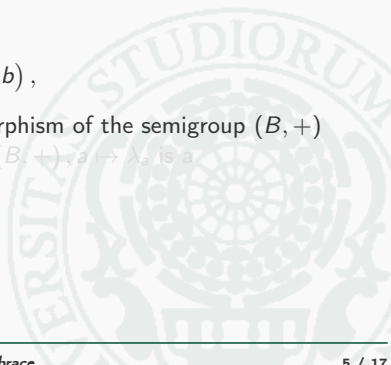 b) ,
rphism of the semigroup (B, +)
(B, +), a ↦ λₐ is a
STUDIORUM
brace
5 / 17